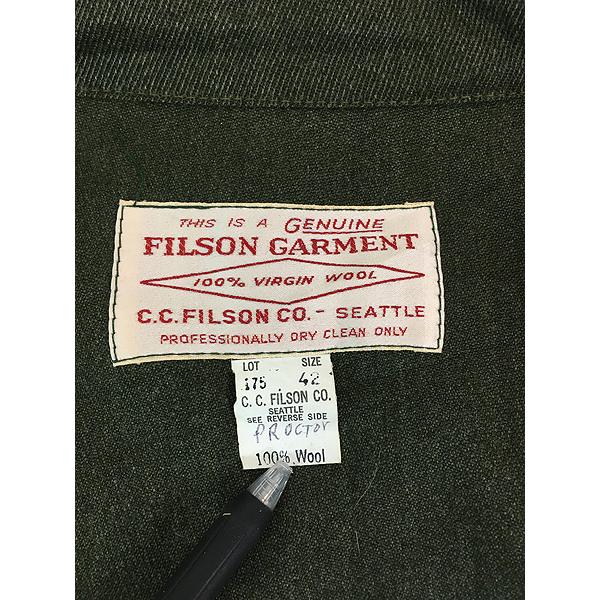 THIS IS A GENUINE
FILSON GARMENT
100% VIRGIN WOOL
C.C. FILSON CO. - SEATTLE
PROFESSIONALLY DRY CLEAN ONLY
LOT SIZE
175 42
C. C. FILSON CO.
SEATTLE
SEE REVERSE SIDE
PROCTOR
100% Wool